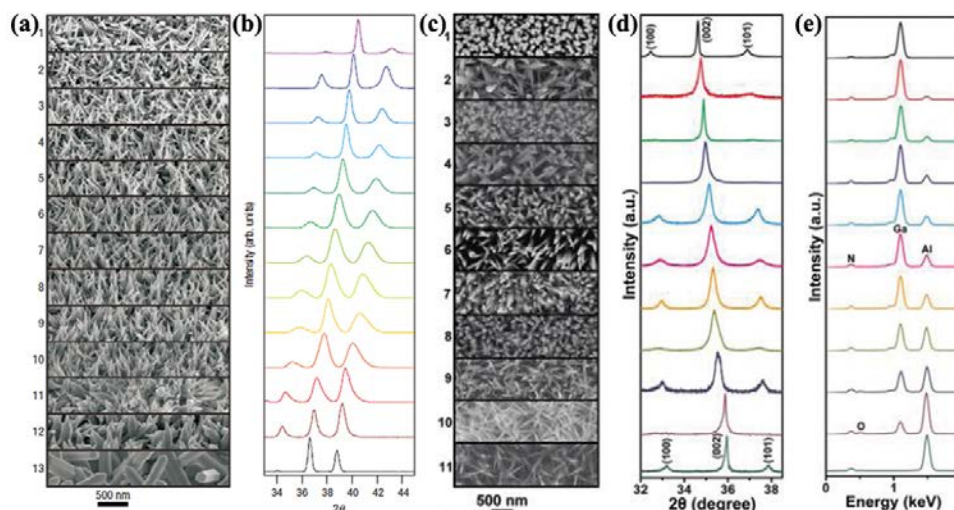 (a)
1
2
3
4
5
6
7
8
9
10
11
12
13
500 nm
(b)
Intensity (arb. units)
34 36 39 42 44
(c)
1
2
3
4
5
6
7
8
9
10
11
500 nm
(d)
(100)
(002)
(101)
Intensity (a.u.)
(100)
(002)
(101)
32 34 36 38
2θ (degree)
(e)
Intensity (a.u.)
N
Ga
Al
O
0 1
Energy (keV)